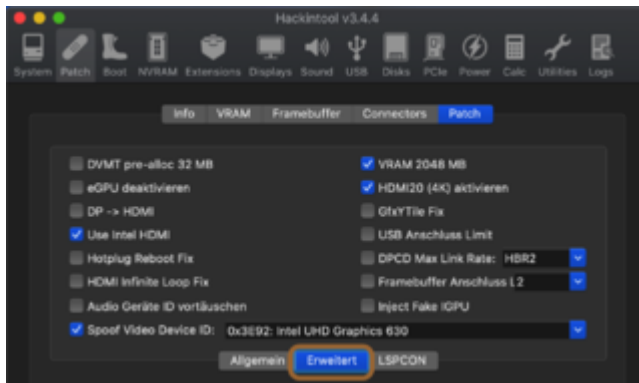 Hackintool v3.4.4
System Patch Boot NVRAM Extensions Displays Sound USB Disks PCIe Power Calc Utilities Logs
Info VRAM Framebuffer Connectors Patch
DVMT pre-alloc 32 MB VRAM 2048 MB
eGPU deaktivieren HDMI20 (4K) aktivieren
DP -> HDMI GfxYTile Fix
Use Intel HDMI USB Anschluss Limit
Hotplug Reboot Fix DPCD Max Link Rate: HBR2
HDMI Infinite Loop Fix Framebuffer Anschluss L2
Audio Geräte ID vortäuschen Inject Fake IGPU
Spoof Video Device ID: 0x3E92: Intel UHD Graphics 630
Allgemein Erweitert LSPCON